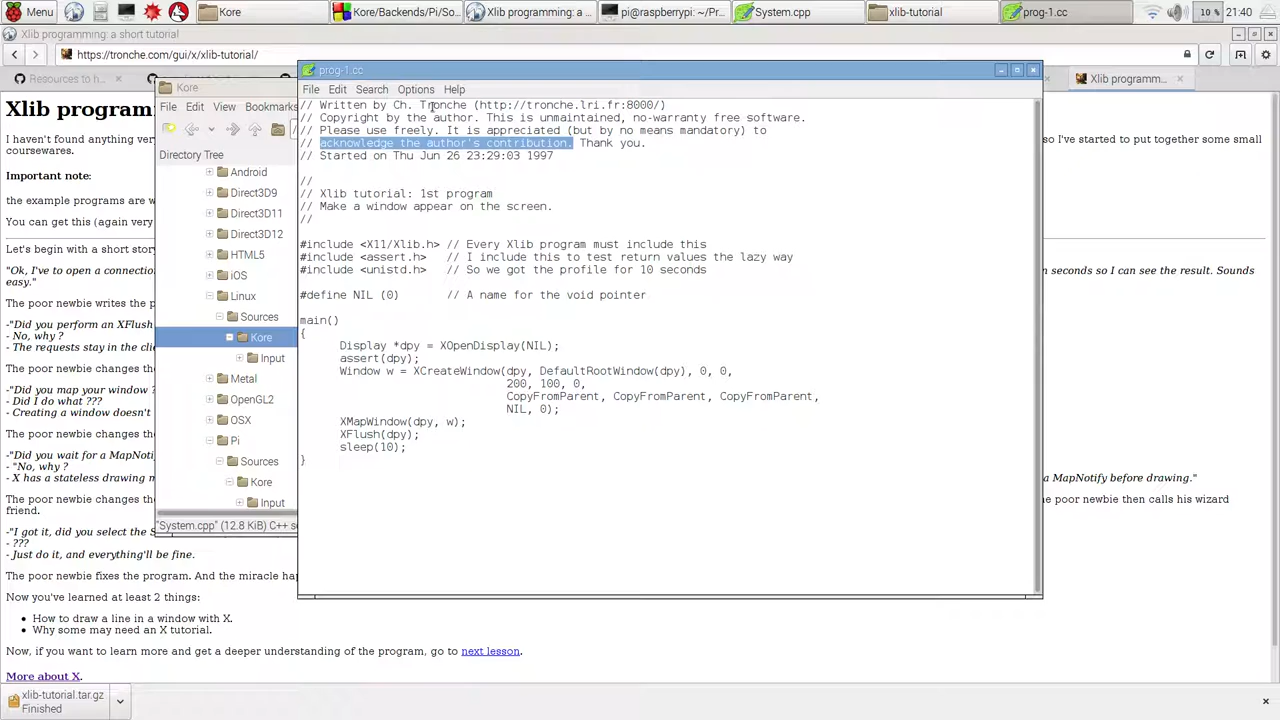 Menu
Kore
Kore/Backends/Pi/So...
Xlib programming: a ...
pi@raspberrypi: ~/Pr...
System.cpp
xlib-tutorial
prog-1.cc
10 %
21:40
Xlib programming: a short tutorial
https://tronche.com/gui/x/xlib-tutorial/
Resources to h...
Xlib programm...
Xlib program
I haven't found anything ver
so I've started to put together some small
coursewares.
Important note:
the example programs are w
You can get this (again very
Let's begin with a short story
"Ok, I've to open a connectio
n seconds so I can see the result. Sounds
easy."
The poor newbie writes the p
-"Did you perform an XFlush
- No, why ?
- The requests stay in the clie
The poor newbie changes the
-"Did you map your window ?
- Did I do what ???
- Creating a window doesn't
The poor newbie changes the
-"Did you wait for a MapNotif
- "No, why ?
- X has a stateless drawing m
a MapNotify before drawing."
The poor newbie changes the
e poor newbie then calls his wizard
friend.
-"I got it, did you select the S
- ???
- Just do it, and everything'll be fine.
The poor newbie fixes the program. And the miracle hap
Now you've learned at least 2 things:
How to draw a line in a window with X.
Why some may need an X tutorial.
Now, if you want to learn more and get a deeper understanding of the program, go to next lesson.
More about X.
xlib-tutorial.tar.gz
Finished
Kore
File Edit View Bookmarks
Directory Tree
Android
Direct3D9
Direct3D11
Direct3D12
HTML5
iOS
Linux
Sources
Kore
Input
Metal
OpenGL2
OSX
Pi
Sources
Kore
Input
"System.cpp" (12.8 KiB) C++ s
prog-1.cc
File Edit Search Options Help
// Written by Ch. Tronche (http://tronche.lri.fr:8000/)
// Copyright by the author. This is unmaintained, no-warranty free software.
// Please use freely. It is appreciated (but by no means mandatory) to
// acknowledge the author's contribution. Thank you.
// Started on Thu Jun 26 23:29:03 1997
//
// Xlib tutorial: 1st program
// Make a window appear on the screen.
//
#include <X11/Xlib.h> // Every Xlib program must include this
#include <assert.h> // I include this to test return values the lazy way
#include <unistd.h> // So we got the profile for 10 seconds
#define NIL (0) // A name for the void pointer
main()
{
Display *dpy = XOpenDisplay(NIL);
assert(dpy);
Window w = XCreateWindow(dpy, DefaultRootWindow(dpy), 0, 0,
200, 100, 0,
CopyFromParent, CopyFromParent, CopyFromParent,
NIL, 0);
XMapWindow(dpy, w);
XFlush(dpy);
sleep(10);
}